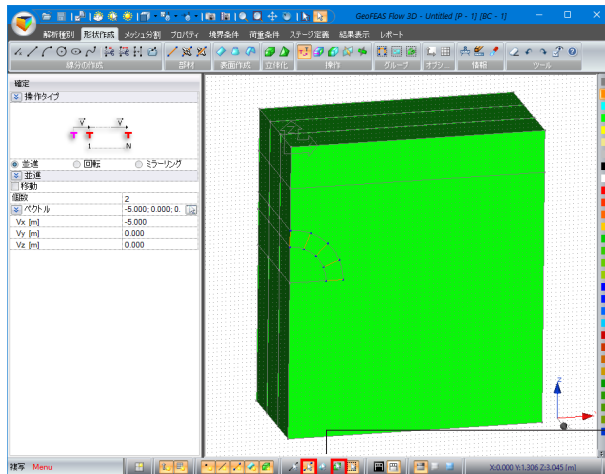 GeoFEAS Flow 3D - Untitled [P - 1] [BC - 1]
解析種別 形状作成 メッシュ分割 プロパティ 境界条件 荷重条件 ステージ定義 結果表示 レポート
線分の作成 部材 表面作成 立体化 操作 グループ オプシ... 情報 ツール
確定
操作タイプ
V V
T T T
1 N
並進 回転 ミラーリング
並進
移動
個数 2
ベクトル -5.000; 0.000; 0.
Vx [m] -5.000
Vy [m] 0.000
Vz [m] 0.000
Z
複写 Menu X:0.000 Y:1.306 Z:3.045 [m]